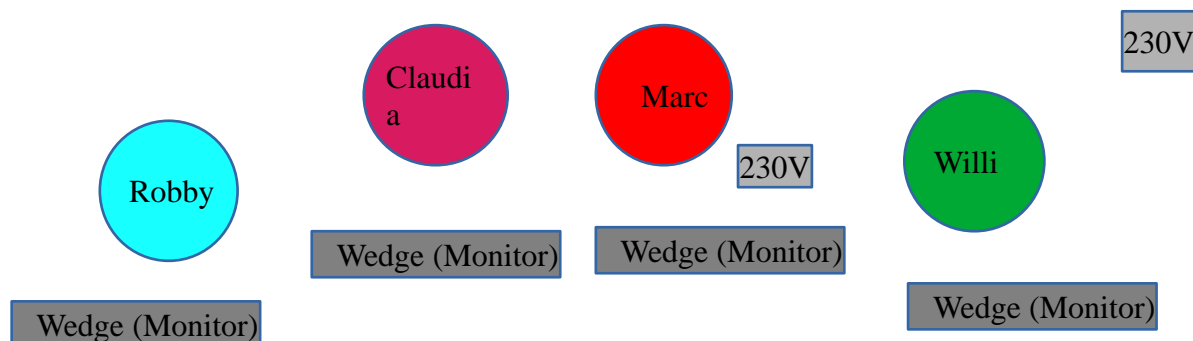 230V
Claudi
a
Marc
Willi
230V
Robby
Wedge (Monitor)
Wedge (Monitor)
Wedge (Monitor)
Wedge (Monitor)